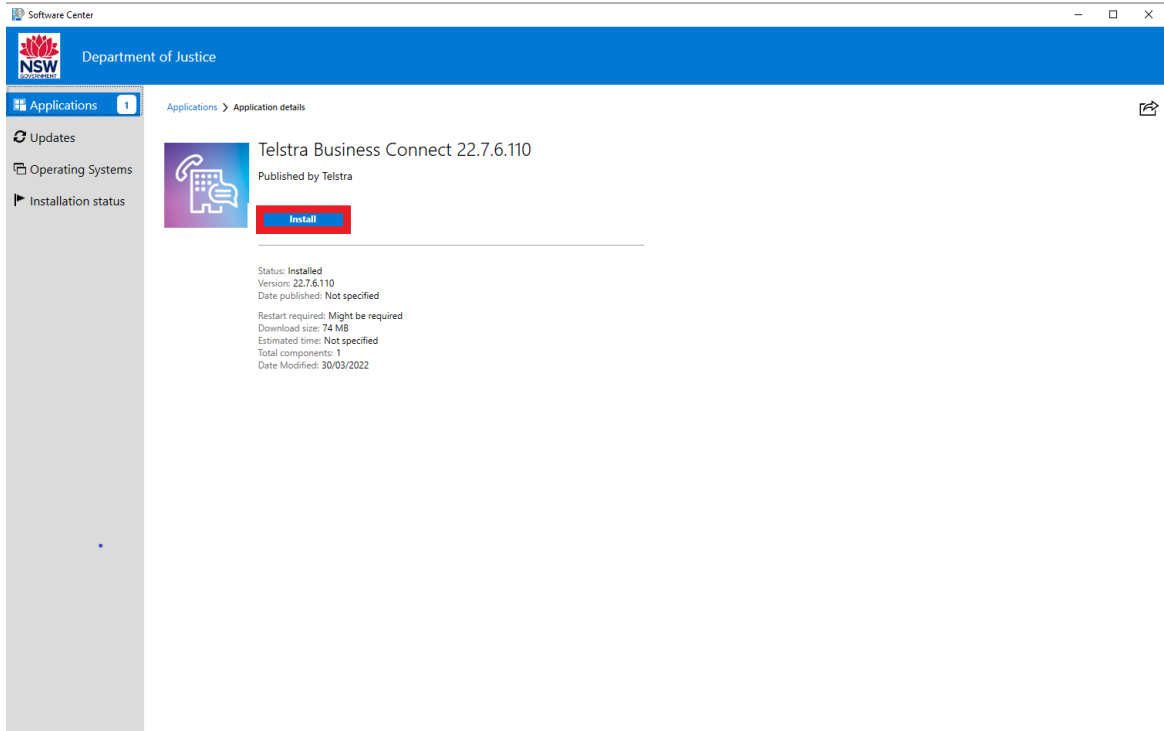 Software Center
NSW
GOVERNMENT
Department of Justice
Applications 1
Updates
Operating Systems
Installation status
Applications > Application details
Telstra Business Connect 22.7.6.110
Published by Telstra
Install
Status: Installed
Version: 22.7.6.110
Date published: Not specified
Restart required: Might be required
Download size: 74 MB
Estimated time: Not specified
Total components: 1
Date Modified: 30/03/2022